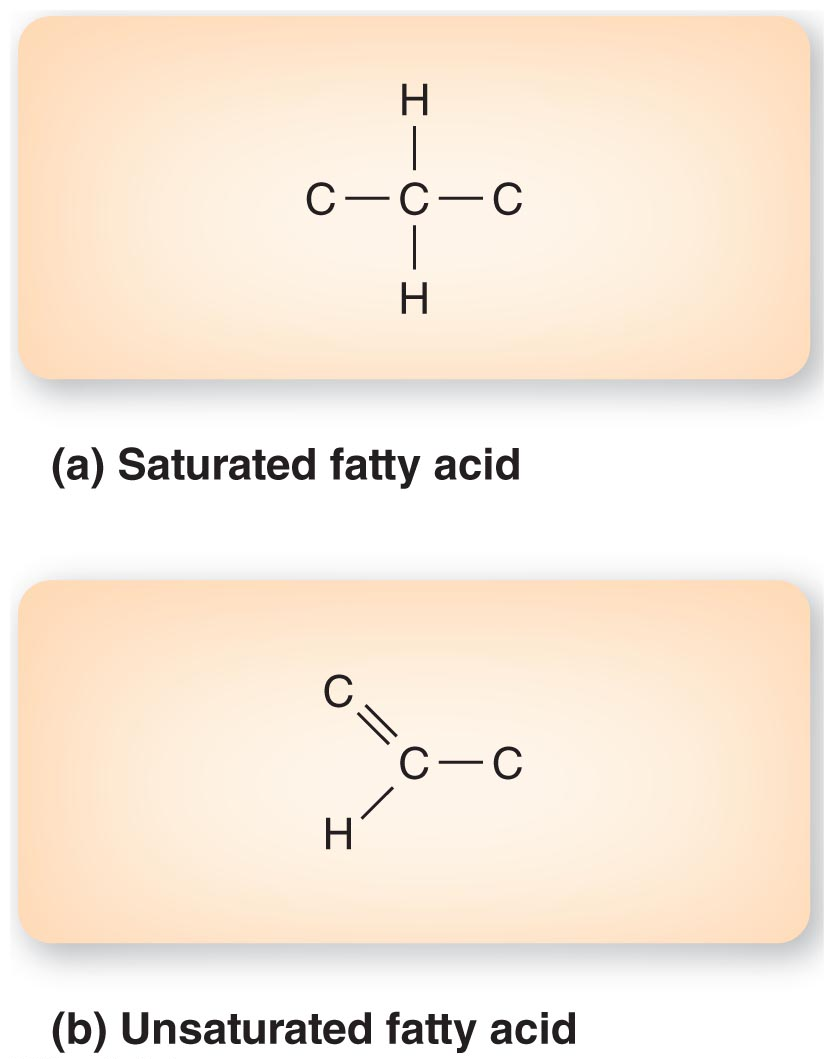 H
C — C — C
H
(a) Saturated fatty acid
C
C — C
H
(b) Unsaturated fatty acid